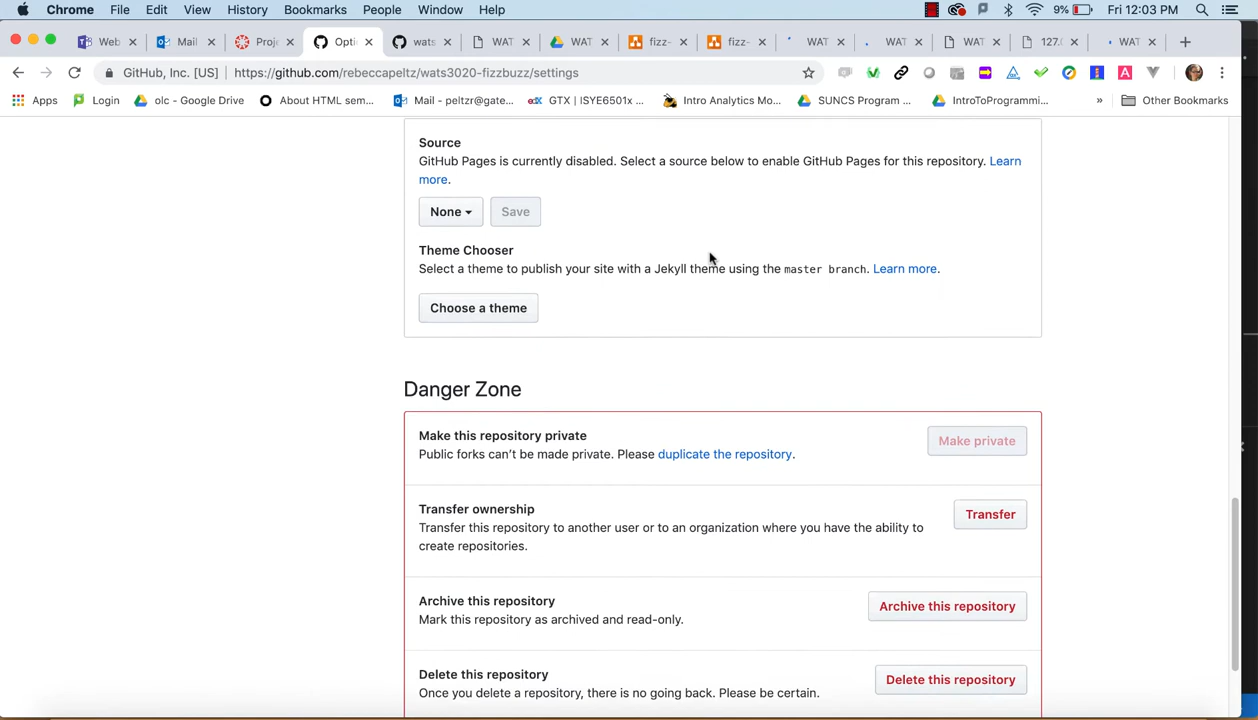 Chrome File Edit View History Bookmarks People Window Help 9% Fri 12:03 PM
Web Mail Proje Optio wats WAT WAT fizz- fizz- WAT WAT WAT 127.0 WAT
GitHub, Inc. [US] https://github.com/rebeccapeltz/wats3020-fizzbuzz/settings
Apps Login olc - Google Drive About HTML sem... Mail - peltzr@gate... GTX | ISYE6501x ... Intro Analytics Mo... SUNCS Program ... IntroToProgrammi... » Other Bookmarks
Source
GitHub Pages is currently disabled. Select a source below to enable GitHub Pages for this repository. Learn
more.
None Save
Theme Chooser
Select a theme to publish your site with a Jekyll theme using the master branch. Learn more.
Choose a theme
Danger Zone
Make this repository private
Public forks can't be made private. Please duplicate the repository.
Make private
Transfer ownership
Transfer this repository to another user or to an organization where you have the ability to
create repositories.
Transfer
Archive this repository
Mark this repository as archived and read-only.
Archive this repository
Delete this repository
Once you delete a repository, there is no going back. Please be certain.
Delete this repository